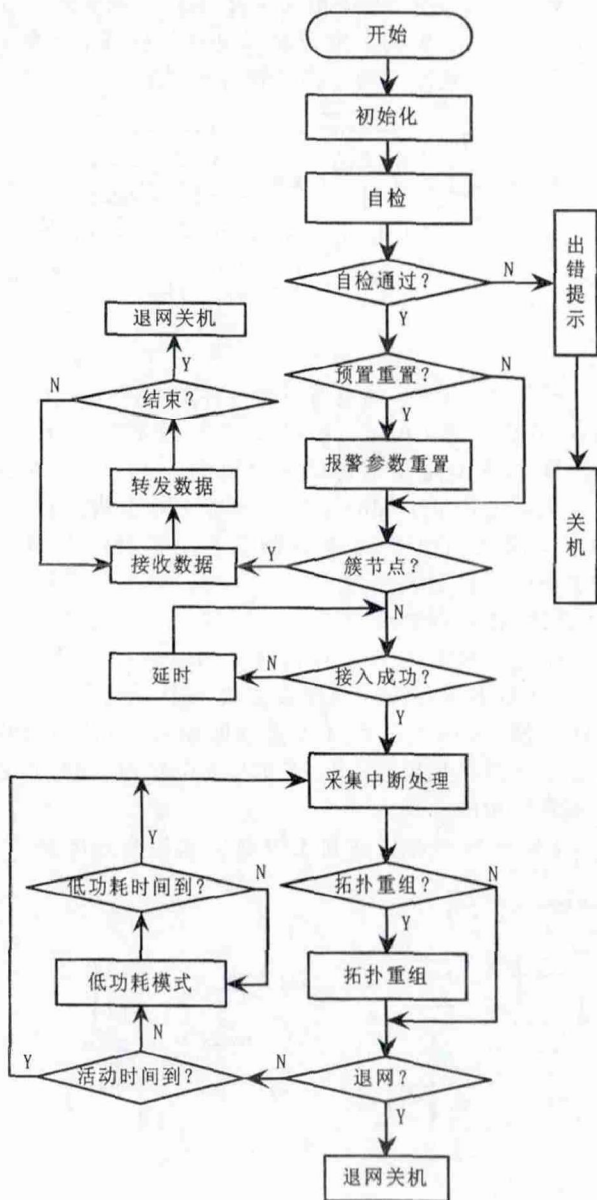 开始
初始化
自检
自检通过?
N
出错提示
关机
Y
预置重置?
N
Y
报警参数重置
簇节点?
Y
接收数据
转发数据
结束?
N
Y
退网关机
N
接入成功?
N
延时
Y
采集中断处理
拓扑重组?
N
Y
拓扑重组
退网?
N
Y
退网关机
活动时间到?
Y
N
低功耗模式
低功耗时间到?
N
Y